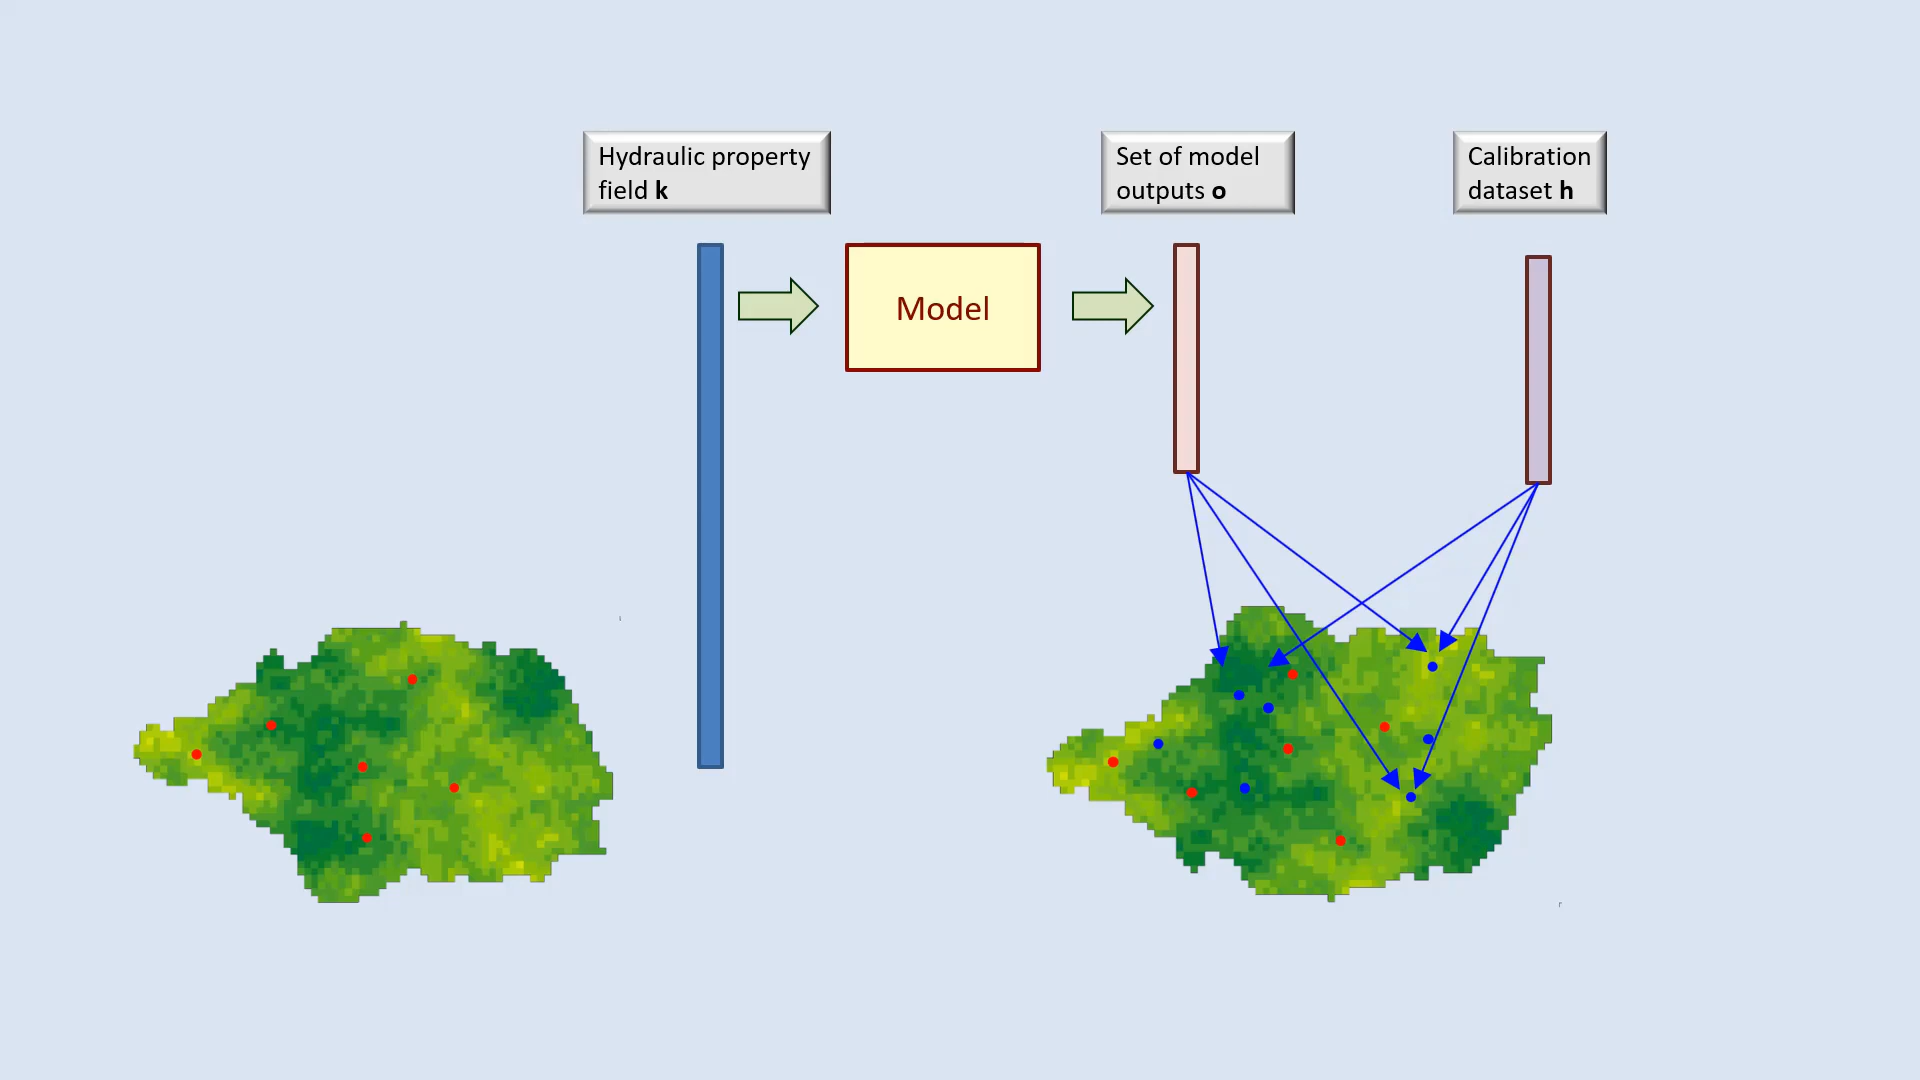 Hydraulic property
field k
Set of model
outputs o
Calibration
dataset h
Model